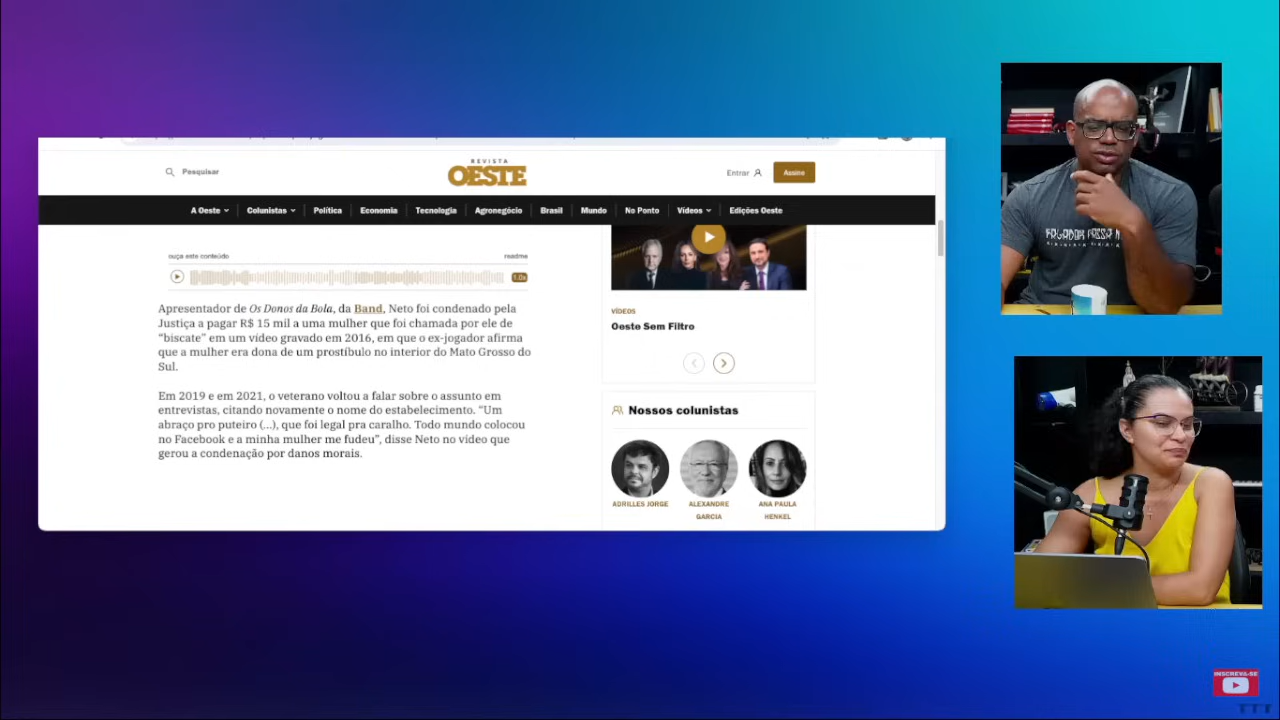 Pesquisar
REVISTA
OESTE
Entrar
Assine
A Oeste
Colunistas
Política
Economia
Tecnologia
Agronegócio
Brasil
Mundo
No Ponto
Vídeos
Edições Oeste
ouça este conteúdo
readme
1.0x
Apresentador de Os Donos da Bola, da Band, Neto foi condenado pela
Justiça a pagar R$ 15 mil a uma mulher que foi chamada por ele de
“biscate” em um vídeo gravado em 2016, em que o ex-jogador afirma
que a mulher era dona de um prostíbulo no interior do Mato Grosso do
Sul.
Em 2019 e em 2021, o veterano voltou a falar sobre o assunto em
entrevistas, citando novamente o nome do estabelecimento. “Um
abraço pro puteiro (...), que foi legal pra caralho. Todo mundo colocou
no Facebook e a minha mulher me fudeu”, disse Neto no vídeo que
gerou a condenação por danos morais.
VÍDEOS
Oeste Sem Filtro
Nossos colunistas
ADRILLES JORGE
ALEXANDRE
GARCIA
ANA PAULA
HENKEL
INSCREVA-SE